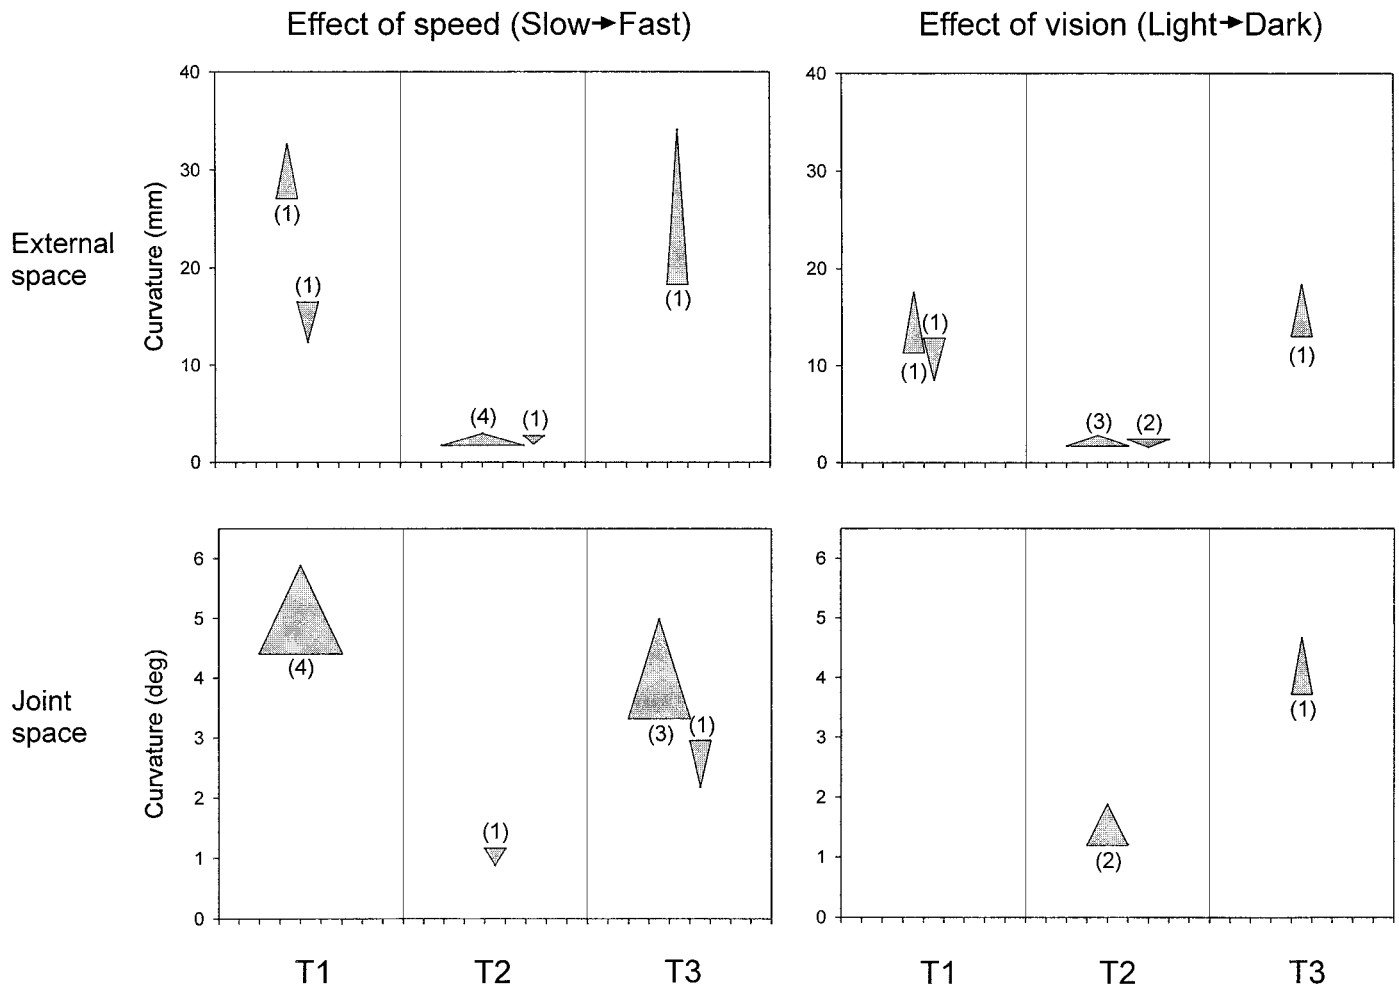 Effect of speed (Slow→Fast)
Effect of vision (Light→Dark)
External
space
Curvature (mm)
40
30
20
10
0
(1)
(1)
(4)
(1)
(1)
40
30
20
10
0
(1)
(1)
(3)
(2)
(1)
Joint
space
Curvature (deg)
6
5
4
3
2
1
0
(4)
(1)
(3)
(1)
6
5
4
3
2
1
0
(2)
(1)
T1
T2
T3
T1
T2
T3